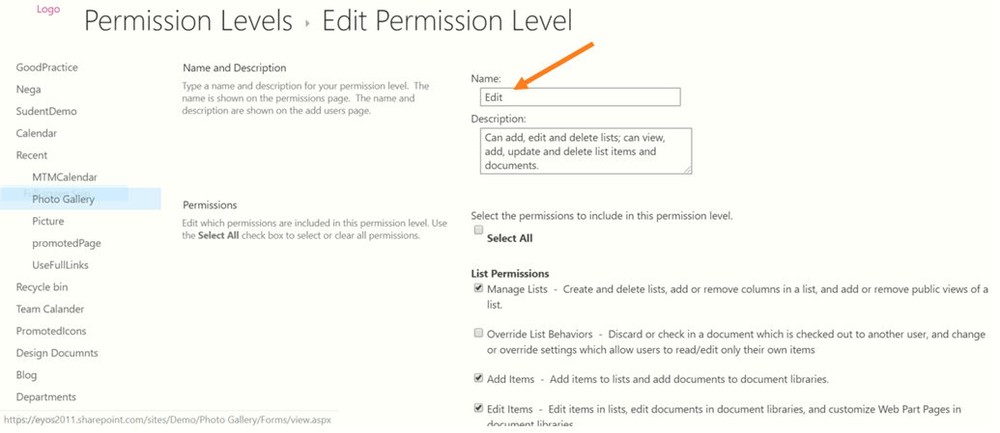 Logo
Permission Levels › Edit Permission Level
GoodPractice
Nega
SudentDemo
Calendar
Recent
MTMCalendar
Photo Gallery
Picture
promotedPage
UseFullLinks
Recycle bin
Team Calander
PromotedIcons
Design Documnts
Blog
Departments
https://eyos2011.sharepoint.com/sites/Demo/Photo Gallery/Forms/view.aspx
Name and Description
Type a name and description for your permission level. The
name is shown on the permissions page. The name and
description are shown on the add users page.
Name:
Edit
Description:
Can add, edit and delete lists; can view,
add, update and delete list items and
documents.
Permissions
Edit which permissions are included in this permission level. Use
the Select All check box to select or clear all permissions.
Select the permissions to include in this permission level.
Select All
List Permissions
Manage Lists - Create and delete lists, add or remove columns in a list, and add or remove public views of a
list.
Override List Behaviors - Discard or check in a document which is checked out to another user, and change
or override settings which allow users to read/edit only their own items
Add Items - Add items to lists and add documents to document libraries.
Edit Items - Edit items in lists, edit documents in document libraries, and customize Web Part Pages in
document libraries.